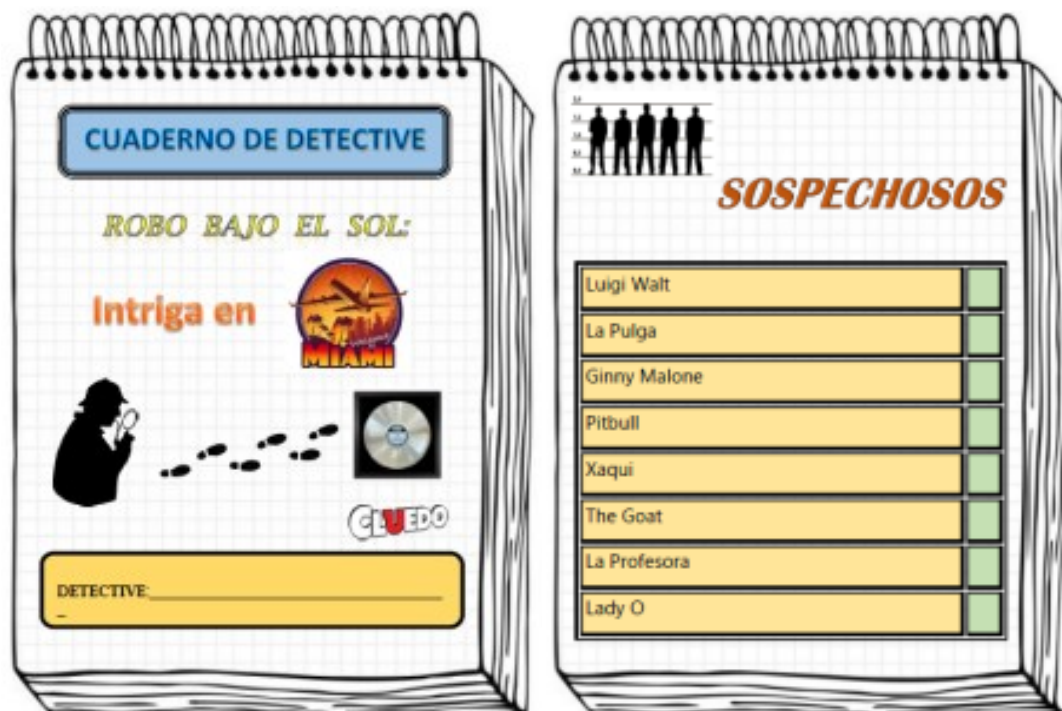 CUADERNO DE DETECTIVE
ROBO BAJO EL SOL:
Intriga en
MIAMI
CLUEDO
DETECTIVE:
SOSPECHOSOS
Luigi Walt
La Pulga
Ginny Malone
Pitbull
Xaqui
The Goat
La Profesora
Lady O